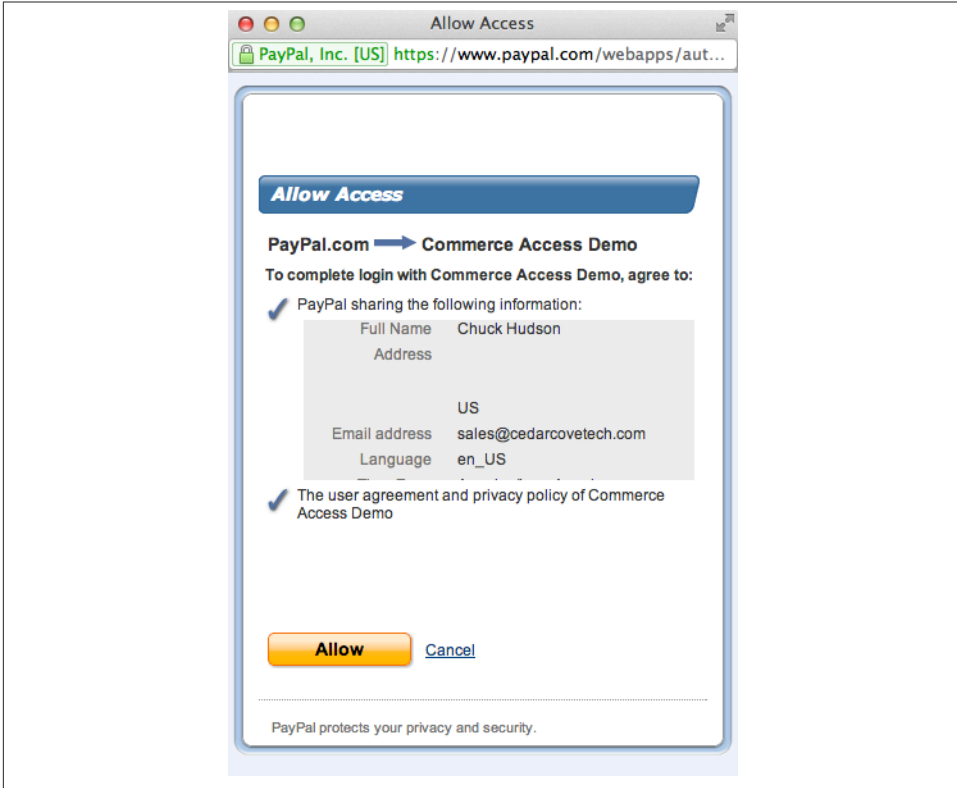 Allow Access
PayPal, Inc. [US] https://www.paypal.com/webapps/aut...
Allow Access
PayPal.com Commerce Access Demo
To complete login with Commerce Access Demo, agree to:
PayPal sharing the following information:
Full Name Chuck Hudson
Address
US
Email address sales@cedarcovetech.com
Language en_US
The user agreement and privacy policy of Commerce
Access Demo
Allow Cancel
PayPal protects your privacy and security.